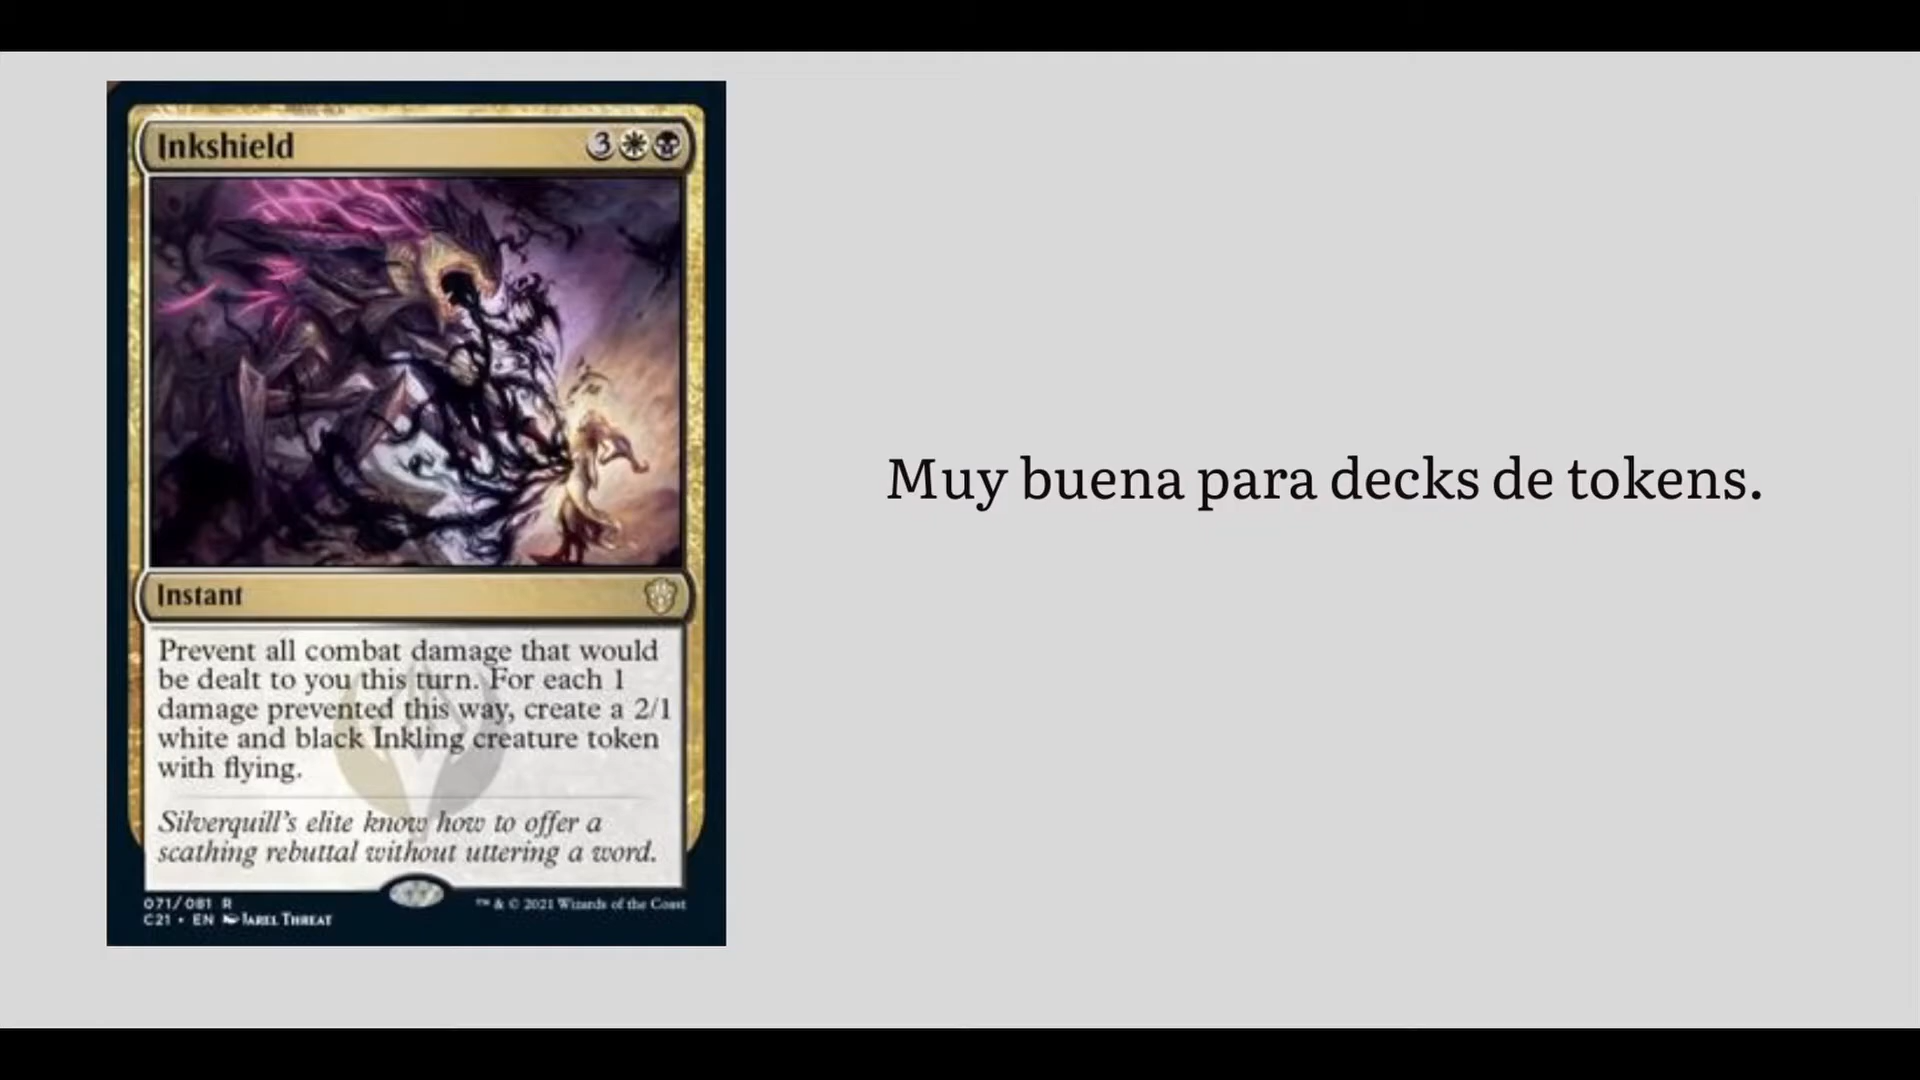 Inkshield
3
Muy buena para decks de tokens.
Instant
Prevent all combat damage that would
be dealt to you this turn. For each 1
damage prevented this way, create a 2/1
white and black Inkling creature token
with flying.
Silverquill's elite know how to offer a
scathing rebuttal without uttering a word.
071/081 R
™ & © 2021 Wizards of the Coast
C21 • EN JAREL THREAT